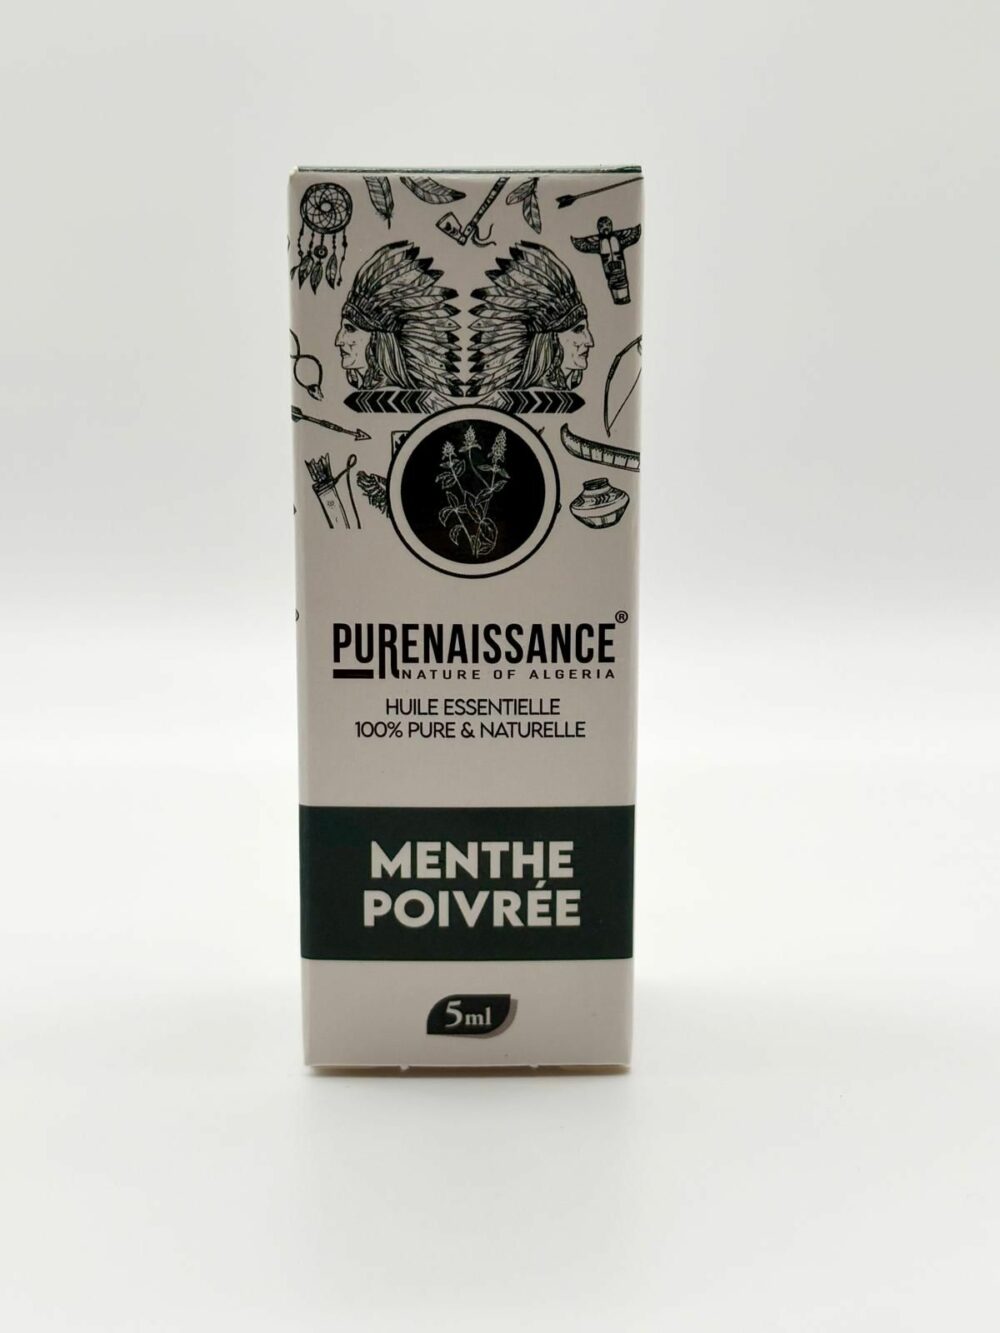 PURENAISSANCE®
NATURE OF ALGERIA
HUILE ESSENTIELLE
100% PURE & NATURELLE
MENTHE
POIVRÉE
5ml